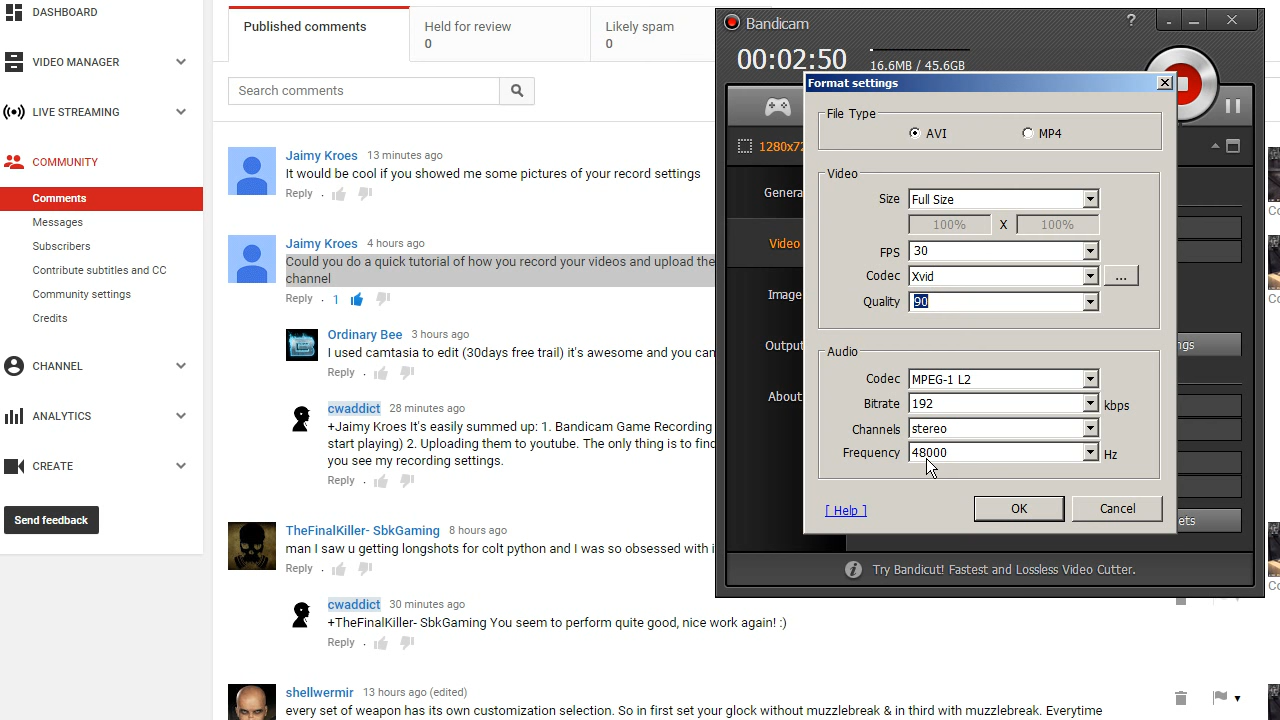 DASHBOARD
VIDEO MANAGER
LIVE STREAMING
COMMUNITY
Comments
Messages
Subscribers
Contribute subtitles and CC
Community settings
Credits
CHANNEL
ANALYTICS
CREATE
Send feedback
Published comments
Held for review
0
Likely spam
0
Search comments
Jaimy Kroes 13 minutes ago
It would be cool if you showed me some pictures of your record settings
Reply
Jaimy Kroes 4 hours ago
Could you do a quick tutorial of how you record your videos and upload the
channel
Reply · 1
Ordinary Bee 3 hours ago
I used camtasia to edit (30days free trail) it's awesome and you can
Reply ·
cwaddict 28 minutes ago
+Jaimy Kroes It's easily summed up: 1. Bandicam Game Recording
start playing) 2. Uploading them to youtube. The only thing is to find
you see my recording settings.
Reply ·
TheFinalKiller- SbkGaming 8 hours ago
man I saw u getting longshots for colt python and I was so obsessed with i
Reply ·
cwaddict 30 minutes ago
+TheFinalKiller- SbkGaming You seem to perform quite good, nice work again! :)
Reply ·
shellwermir 13 hours ago (edited)
every set of weapon has its own customization selection. So in first set your glock without muzzlebreak & in third with muzzlebreak. Everytime
Bandicam
?
00:02:50
16.6MB / 45.6GB
1280x72
Genera
Video
Image
Output
About
Try Bandicut! Fastest and Lossless Video Cutter.
Format settings
File Type
AVI
MP4
Video
Size Full Size
100% X 100%
FPS 30
Codec Xvid ...
Quality 90
Audio
Codec MPEG-1 L2
Bitrate 192 kbps
Channels stereo
Frequency 48000 Hz
[ Help ]
OK
Cancel
ngs
ets